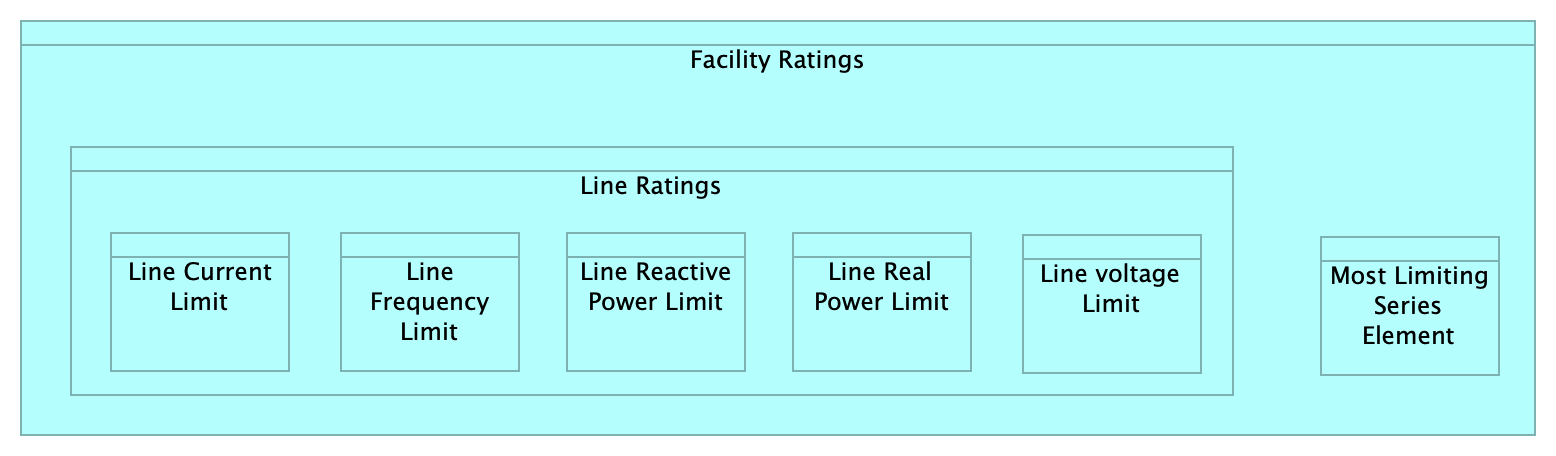 Facility Ratings
Line Ratings
Line Current
Limit
Line
Frequency
Limit
Line Reactive
Power Limit
Line Real
Power Limit
Line voltage
Limit
Most Limiting
Series
Element